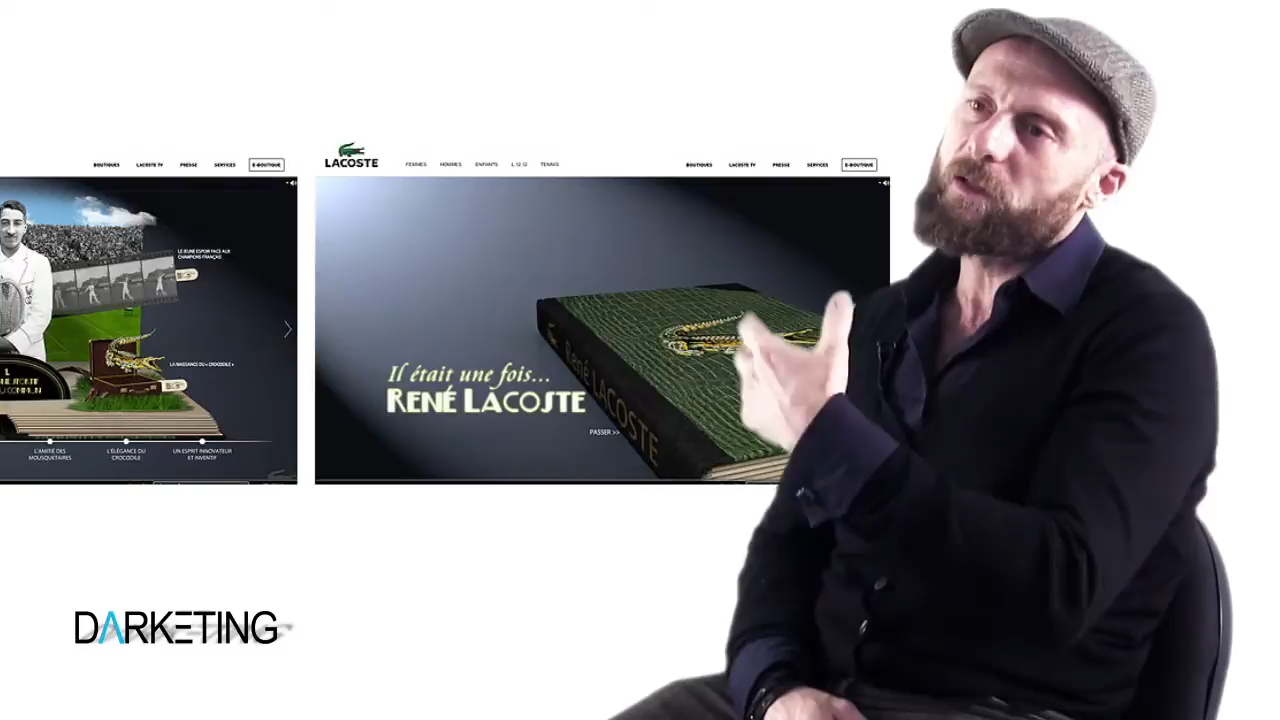 BOUTIQUES LACOSTE TV PRESSE SERVICES E-BOUTIQUE
LE JEUNE ESPOIR FACE AUX
CHAMPIONS FRANÇAIS
LA NAISSANCE DU « CROCODILE »
L'AMITIÉ DES
MOUSQUETAIRES
L'ÉLÉGANCE DU
CROCODILE
UN ESPRIT INNOVATEUR
ET INVENTIF
LACOSTE
FEMMES HOMMES ENFANTS L.12.12 TENNIS
BOUTIQUES LACOSTE TV PRESSE SERVICES E-BOUTIQUE
Il était une fois...
RENÉ LACOSTE
PASSER >>
René LACOSTE
DARKETING